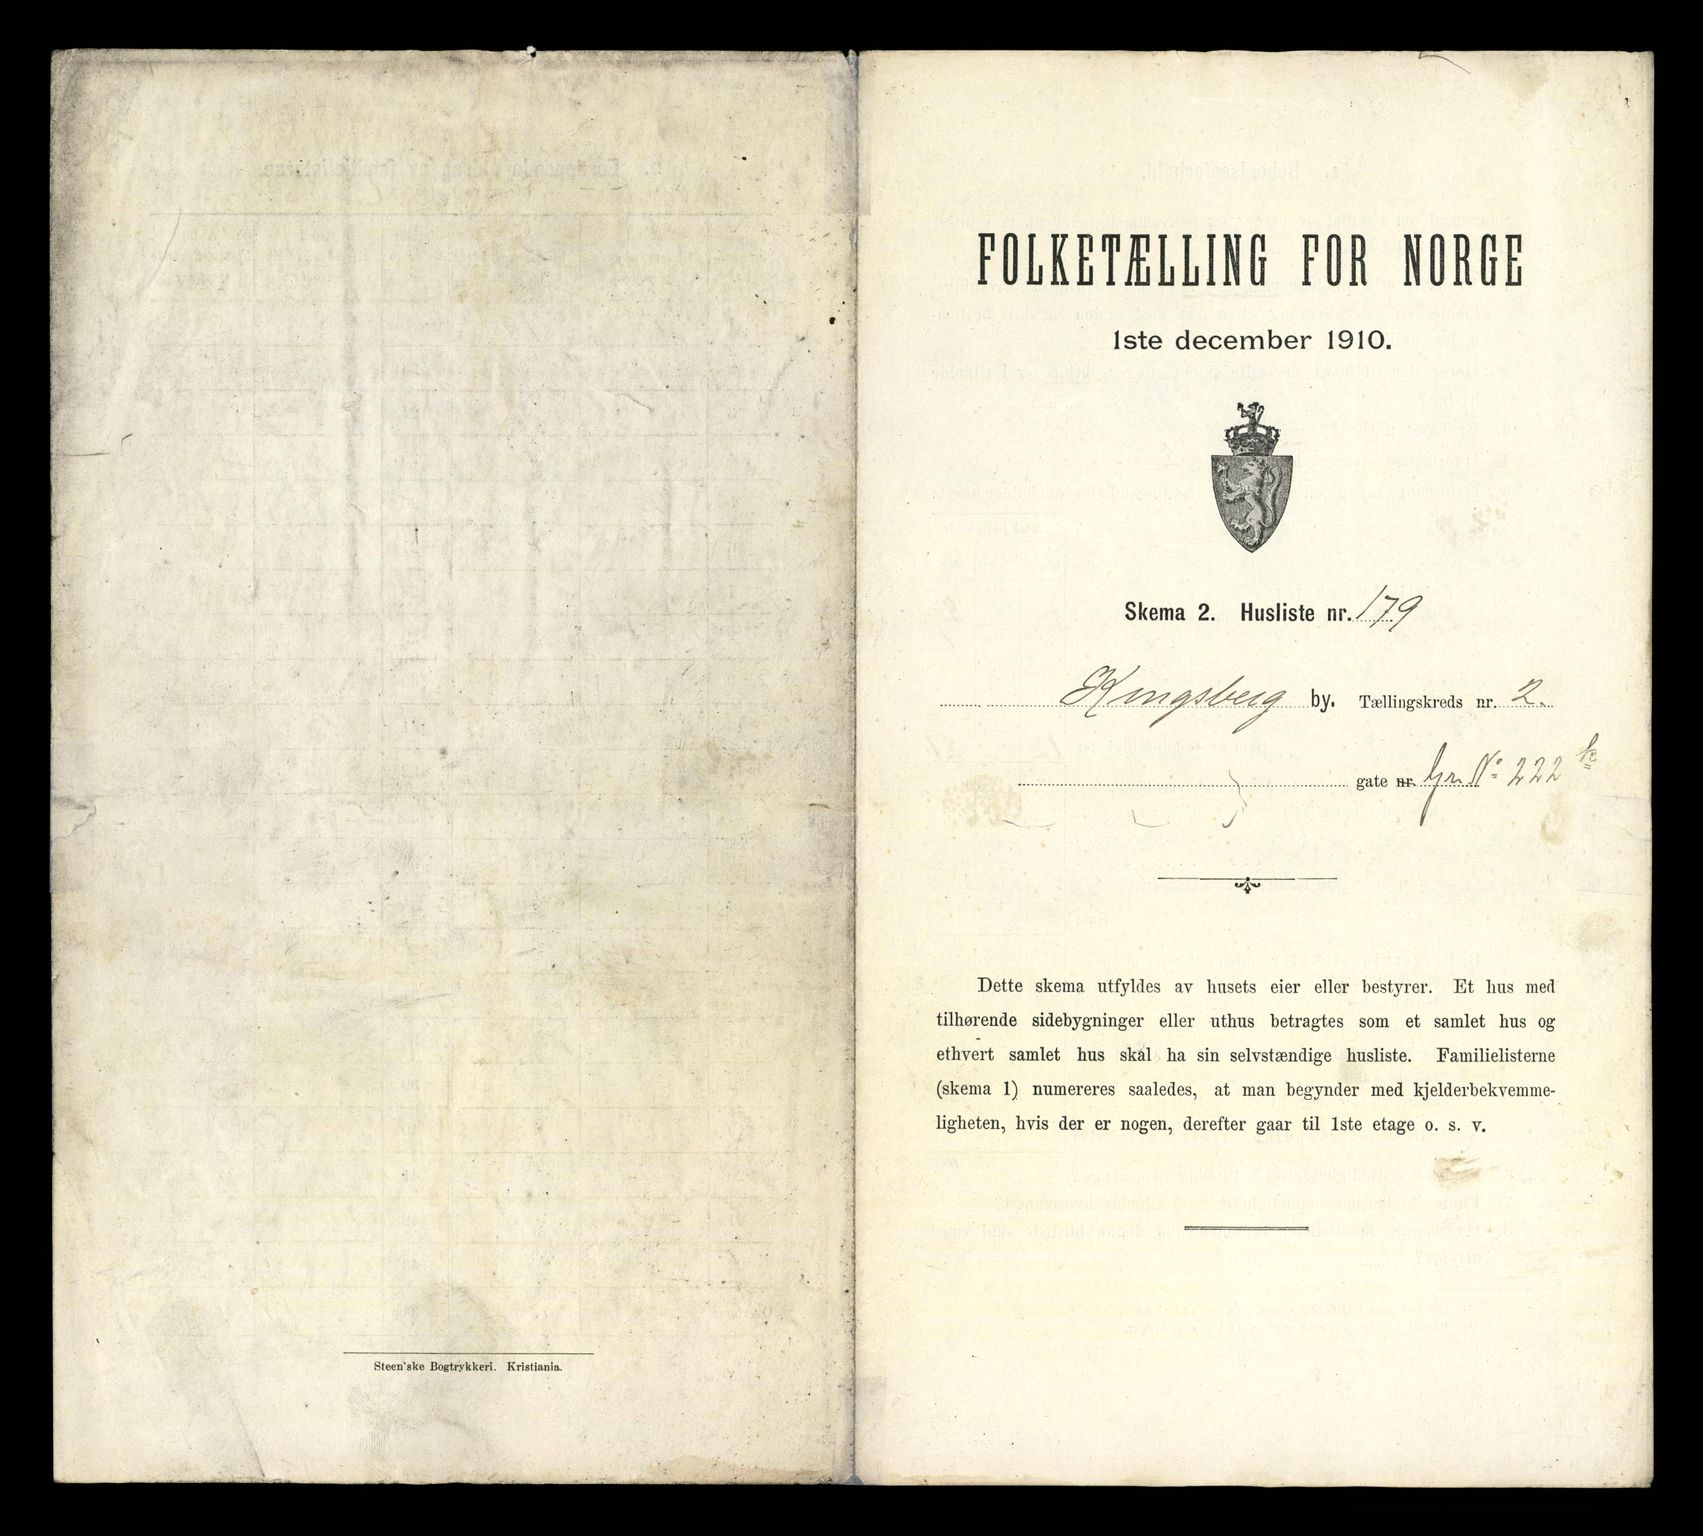 FOLKETÆLLING FOR NORGE
1ste december 1910.
Skema 2. Husliste nr. 179
Kongsberg by. Tællingskreds nr. 2.
gate nr. Gr. No 222 k
Dette skema utfyldes av husets eier eller bestyrer. Et hus med
tilhørende sidebygninger eller uthus betragtes som et samlet hus og
ethvert samlet hus skal ha sin selvstændige husliste. Familielisterne
(skema 1) numereres saaledes, at man begynder med kjelderbekvemme-
ligheten, hvis der er nogen, derefter gaar til 1ste etage o. s. v.
Steen'ske Bogtrykkeri. Kristiania.